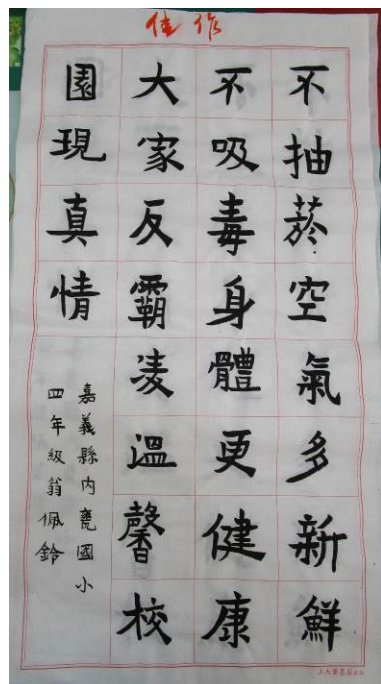 佳作
不抽菸空氣多新鮮
不吸毒身體更健康
大家反霸凌溫馨校
園現真情
嘉義縣內甕國小
四年級翁佩鈴